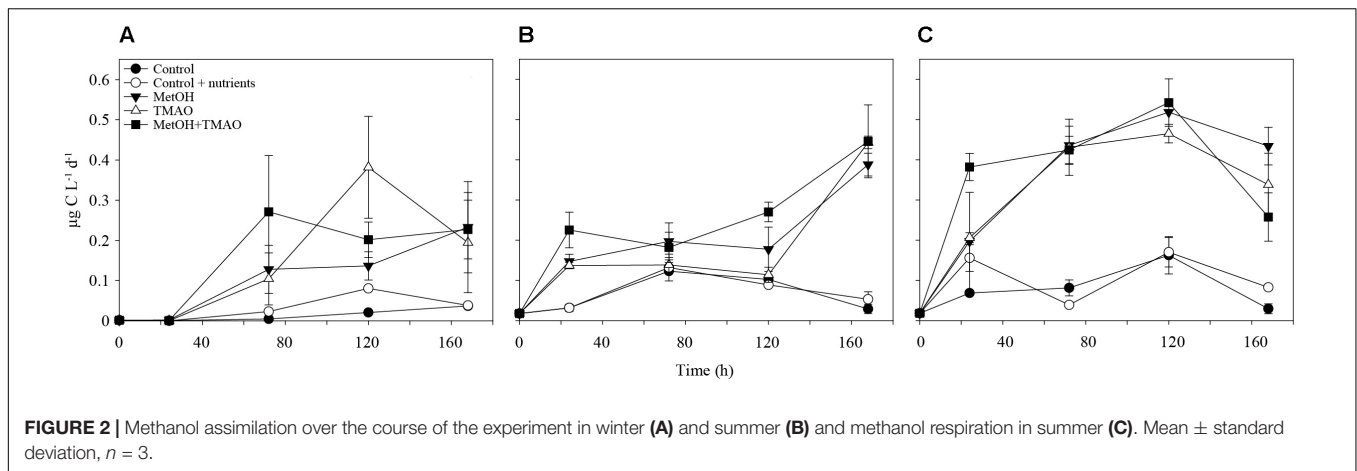 A
B
C
0.6
0.5
0.4
0.3
0.2
0.1
0
µg C L⁻¹ d⁻¹
Control
Control + nutrients
MetOH
TMAO
MetOH+TMAO
0 40 80 120 160
0 40 80 120 160
0 40 80 120 160
Time (h)
FIGURE 2 | Methanol assimilation over the course of the experiment in winter (A) and summer (B) and methanol respiration in summer (C). Mean ± standard
deviation, n = 3.